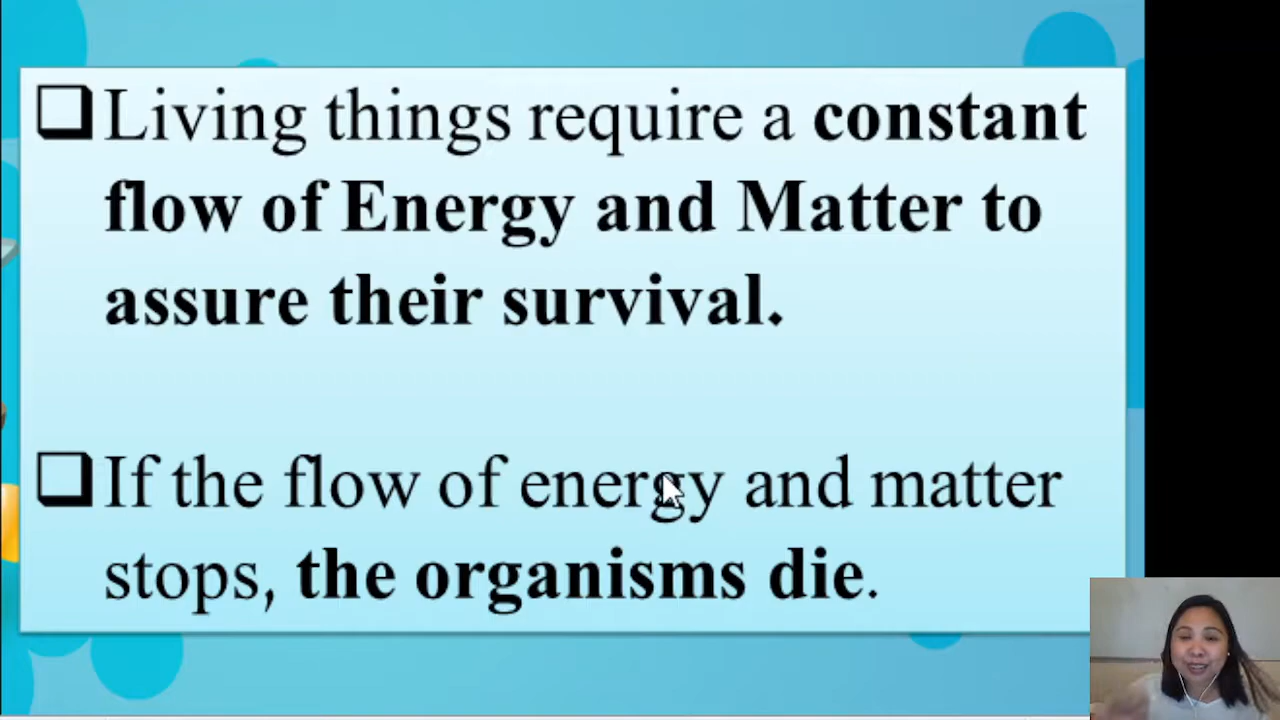 ❑Living things require a constant
flow of Energy and Matter to
assure their survival.
❑If the flow of energy and matter
stops, the organisms die.